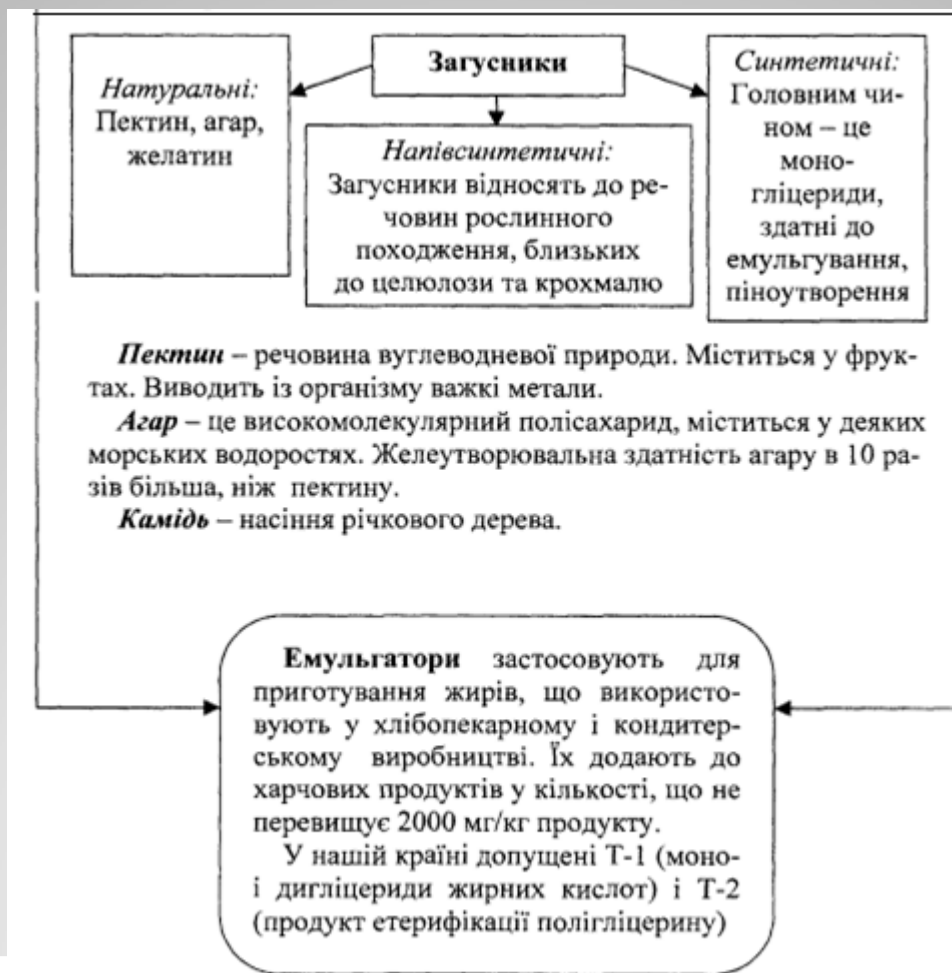 Загусники
Натуральні:
Пектин, агар,
желатин
Напівсинтетичні:
Загусники відносять до ре-
човин рослинного
походження, близьких
до целюлози та крохмалю
Синтетичні:
Головним чи-
ном – це
моно-
гліцериди,
здатні до
емульгування,
піноутворення
Пектин – речовина вуглеводневої природи. Міститься у фрук-
тах. Виводить із організму важкі метали.
Агар – це високомолекулярний полісахарид, міститься у деяких
морських водоростях. Желеутворювальна здатність агару в 10 ра-
зів більша, ніж пектину.
Камідь – насіння річкового дерева.
Емульгатори застосовують для
приготування жирів, що використо-
вують у хлібопекарному і кондитер-
ському виробництві. Їх додають до
харчових продуктів у кількості, що не
перевищує 2000 мг/кг продукту.
У нашій країні допущені Т-1 (моно-
і дигліцериди жирних кислот) і Т-2
(продукт етерифікації полігліцерину)